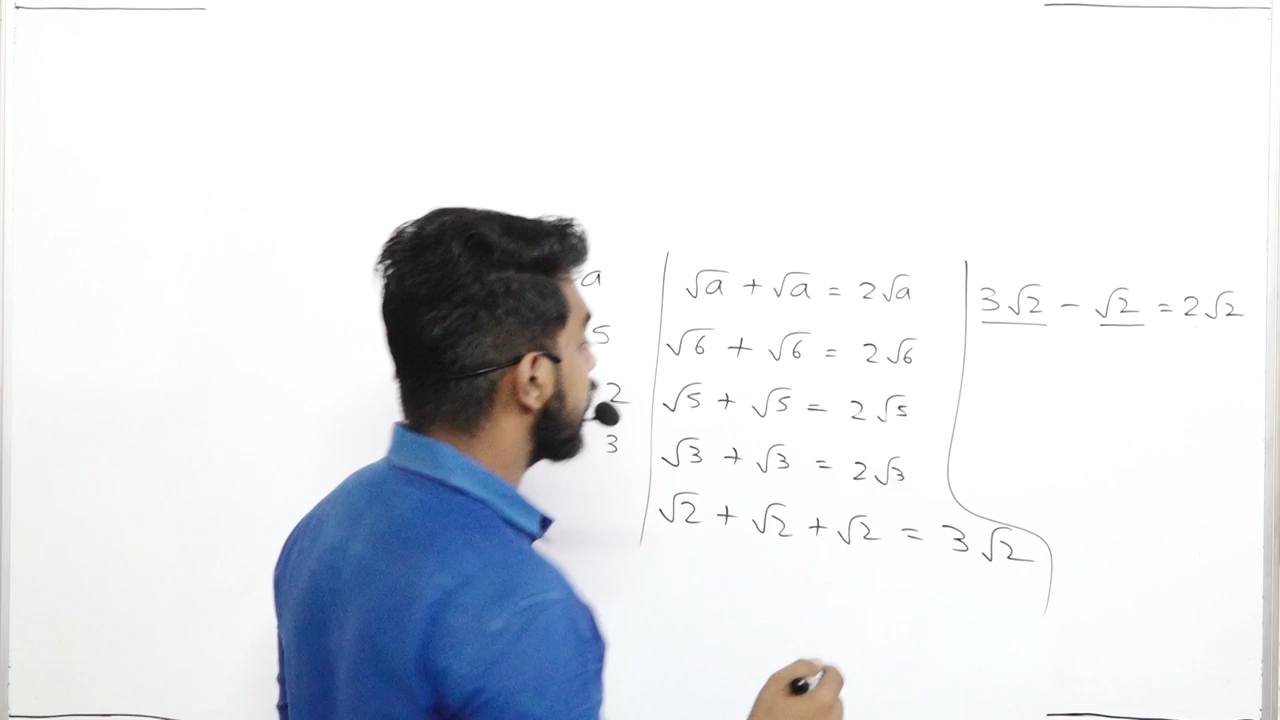 a
5
2
3
√a + √a = 2√a
√6 + √6 = 2√6
√5 + √5 = 2√5
√3 + √3 = 2√3
√2 + √2 + √2 = 3√2
3√2 - √2 = 2√2